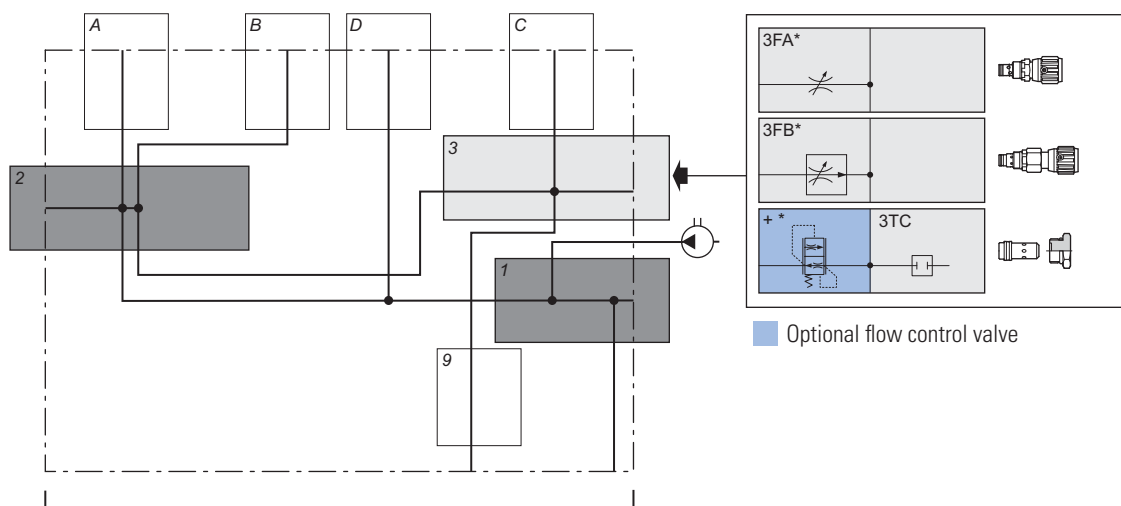 A
B
D
C
3FA*
3
3FB*
2
+ *
3TC
1
Optional flow control valve
9